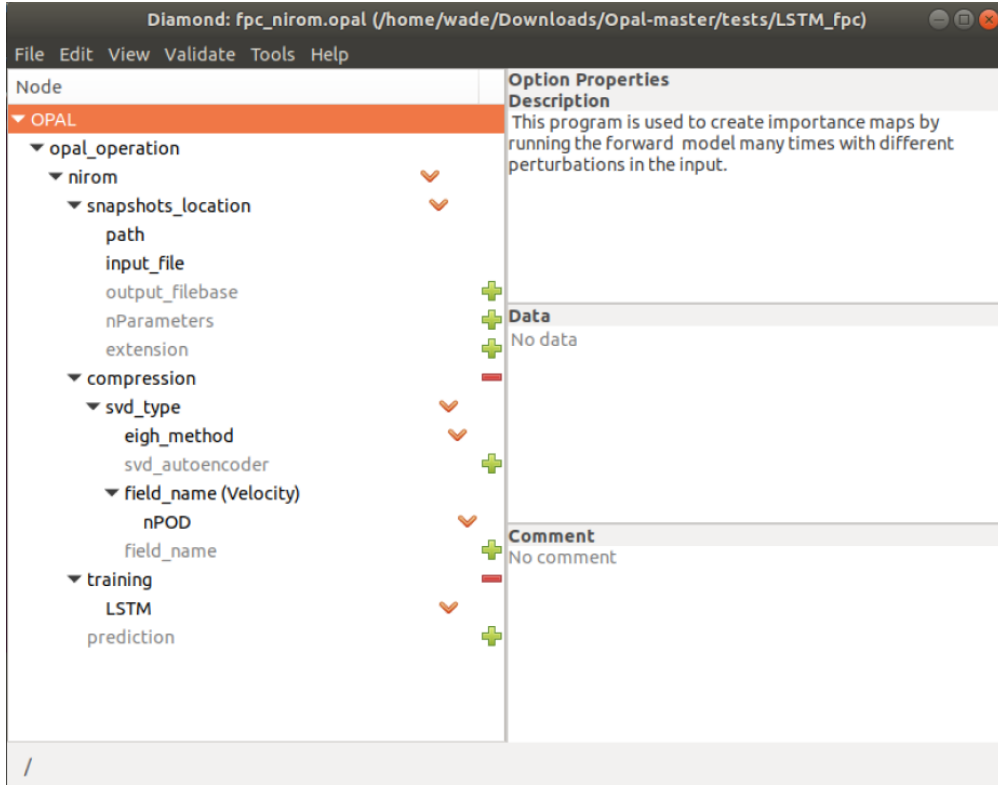 Diamond: fpc_nirom.opal (/home/wade/Downloads/Opal-master/tests/LSTM_fpc)
File Edit View Validate Tools Help
Node
OPAL
opal_operation
nirom
snapshots_location
path
input_file
output_filebase
nParameters
extension
compression
svd_type
eigh_method
svd_autoencoder
field_name (Velocity)
nPOD
field_name
training
LSTM
prediction
Option Properties
Description
This program is used to create importance maps by
running the forward model many times with different
perturbations in the input.
Data
No data
Comment
No comment
/